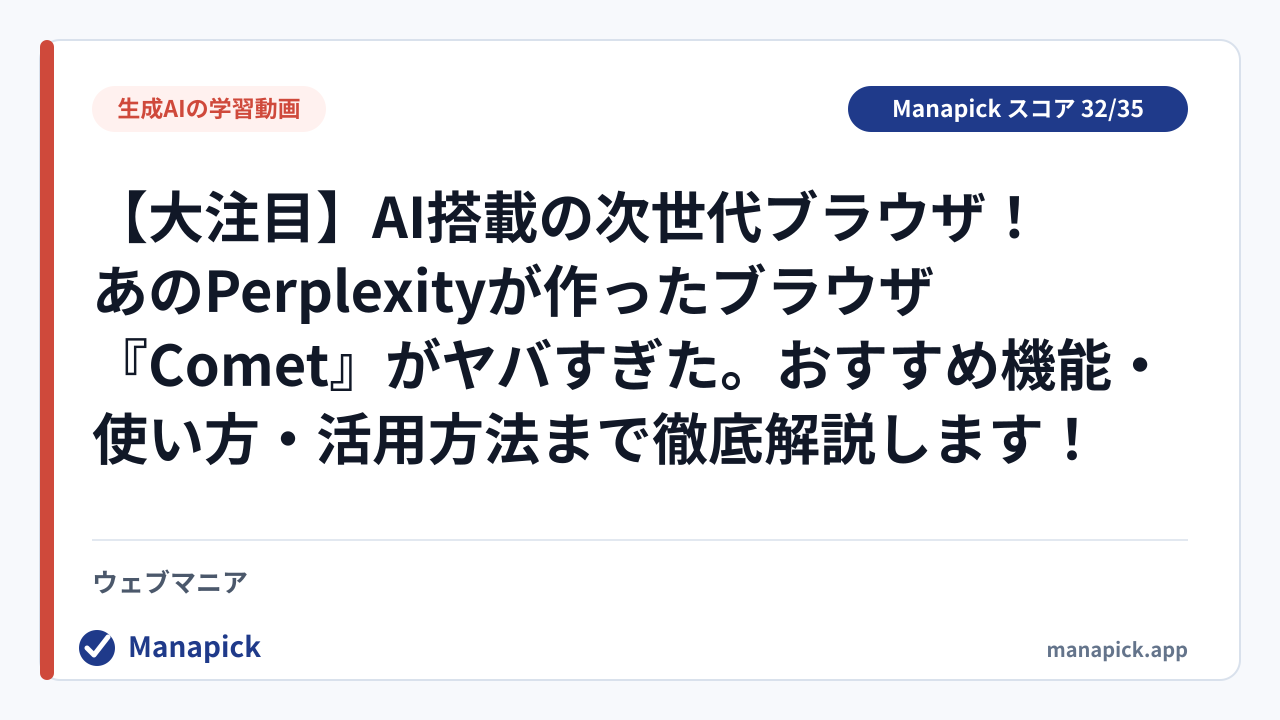 生成AIの学習動画
Manapick スコア 32/35
【大注目】AI搭載の次世代ブラウザ！
あのPerplexityが作ったブラウザ
『Comet』がヤバすぎた。おすすめ機能・
使い方・活用方法まで徹底解説します！
ウェブマニア
Manapick
manapick.app